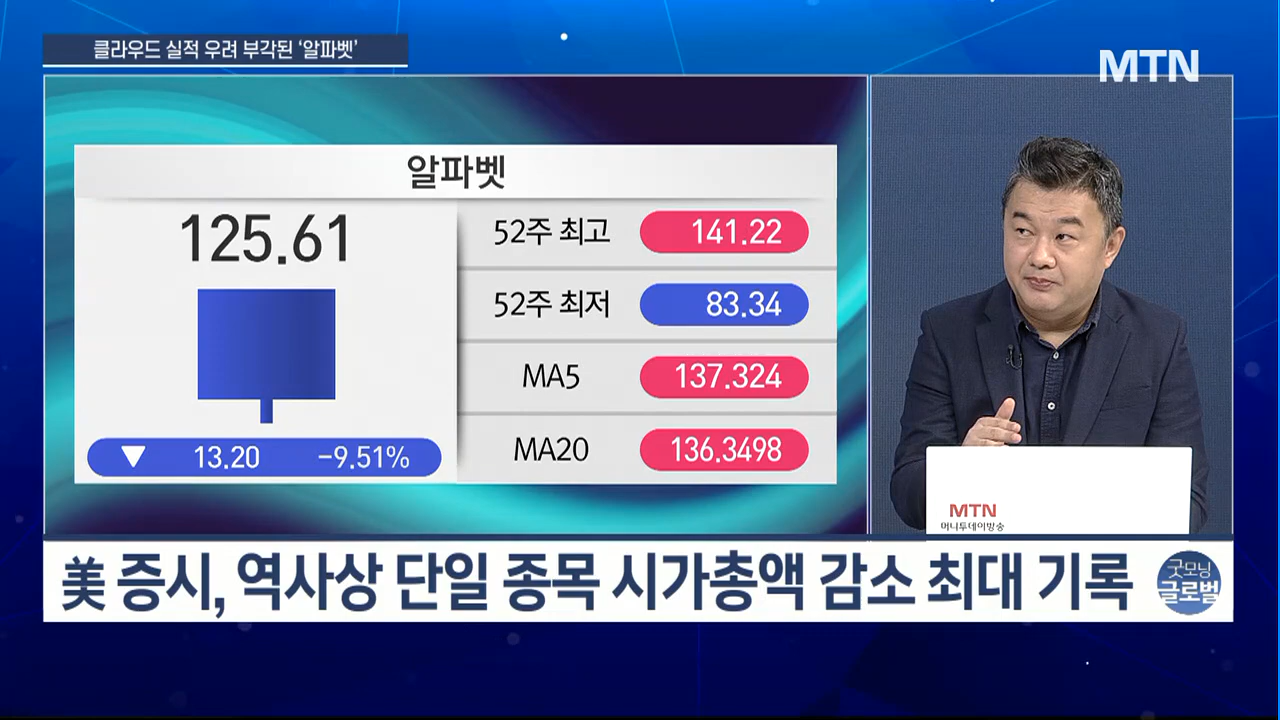 클라우드 실적 우려 부각된 '알파벳'
MTN
알파벳
125.61
▼ 13.20 -9.51%
52주 최고 141.22
52주 최저 83.34
MA5 137.324
MA20 136.3498
MTN
머니투데이방송
美 증시, 역사상 단일 종목 시가총액 감소 최대 기록
굿모닝
글로벌